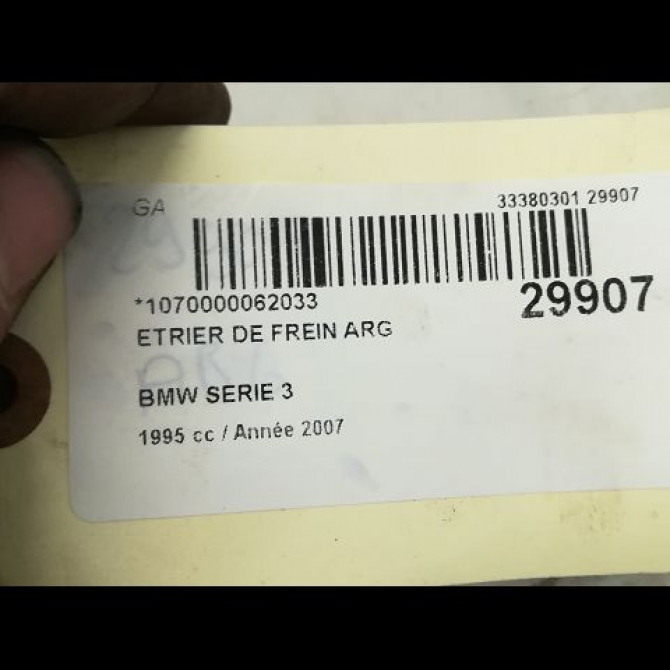 GA
33380301 29907
*1070000062033
29907
ETRIER DE FREIN ARG
BMW SERIE 3
1995 cc / Année 2007